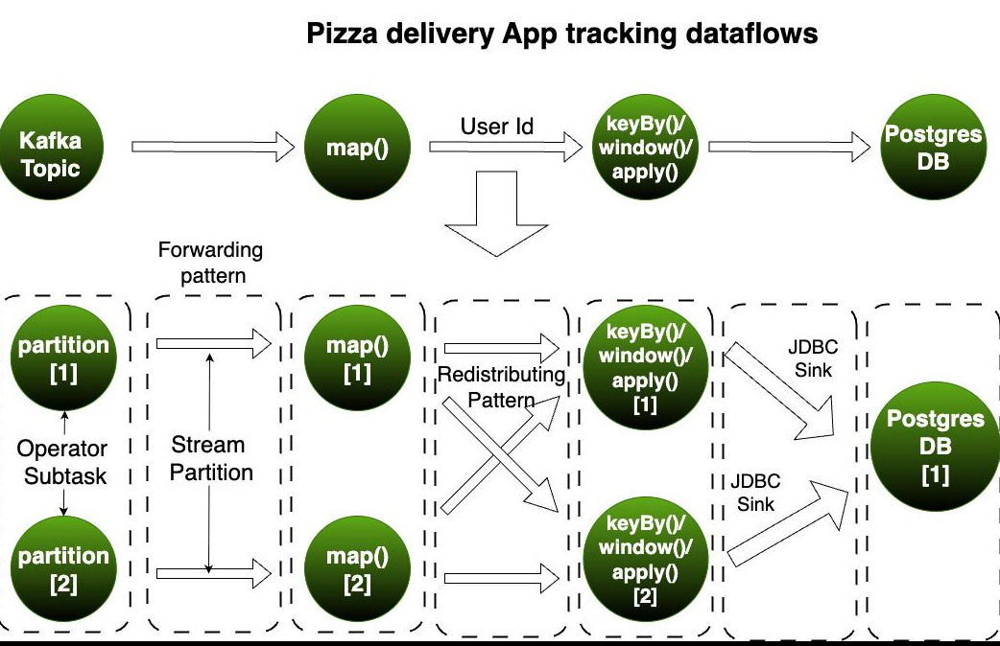 Pizza delivery App tracking dataflows
Kafka
Topic
map()
User Id
keyBy()/
window()/
apply()
Postgres
DB
Forwarding
pattern
partition
[1]
Operator
Subtask
partition
[2]
Stream
Partition
map()
[1]
map()
[2]
Redistributing
Pattern
keyBy()/
window()/
apply()
[1]
keyBy()/
window()/
apply()
[2]
JDBC
Sink
JDBC
Sink
Postgres
DB
[1]